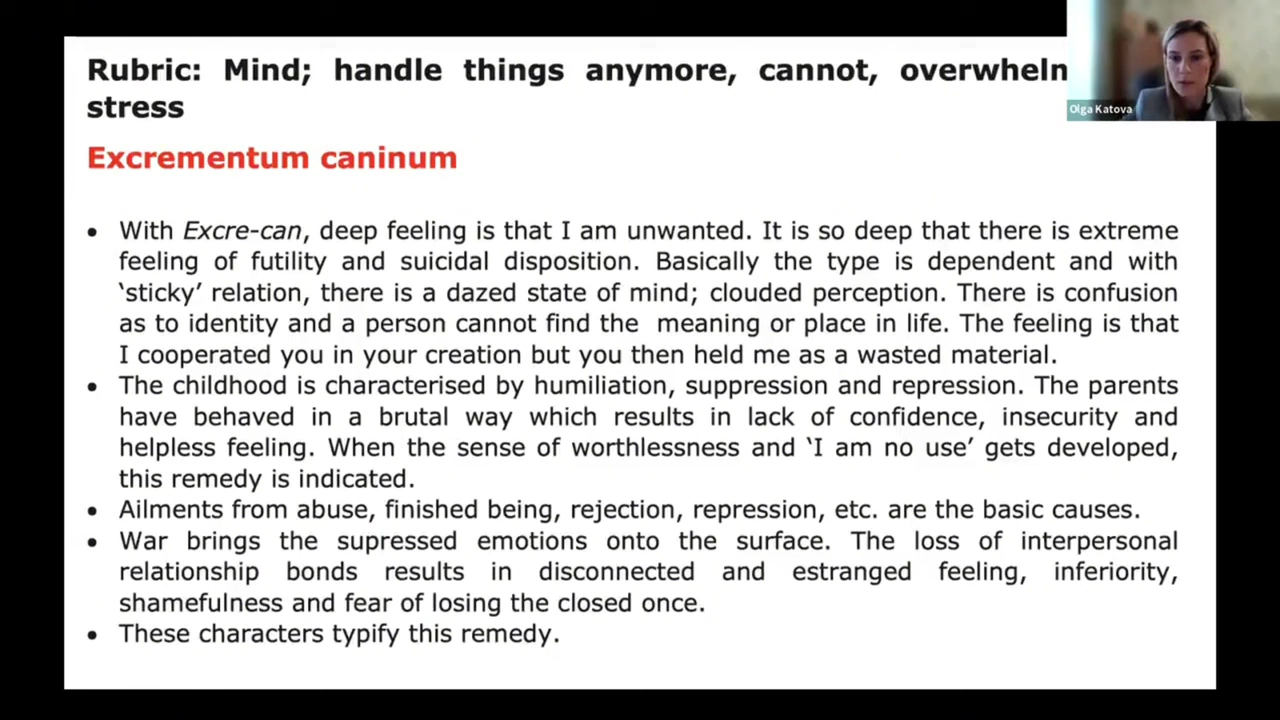 Rubric: Mind; handle things anymore, cannot,
stress
Olga Katova
Excrementum caninum
• With Excre-can, deep feeling is that I am unwanted. It is so deep that there is extreme
feeling of futility and suicidal disposition. Basically the type is dependent and with
‘sticky’ relation, there is a dazed state of mind; clouded perception. There is confusion
as to identity and a person cannot find the meaning or place in life. The feeling is that
I cooperated you in your creation but you then held me as a wasted material.
• The childhood is characterised by humiliation, suppression and repression. The parents
have behaved in a brutal way which results in lack of confidence, insecurity and
helpless feeling. When the sense of worthlessness and ‘I am no use’ gets developed,
this remedy is indicated.
• Ailments from abuse, finished being, rejection, repression, etc. are the basic causes.
• War brings the supressed emotions onto the surface. The loss of interpersonal
relationship bonds results in disconnected and estranged feeling, inferiority,
shamefulness and fear of losing the closed once.
• These characters typify this remedy.